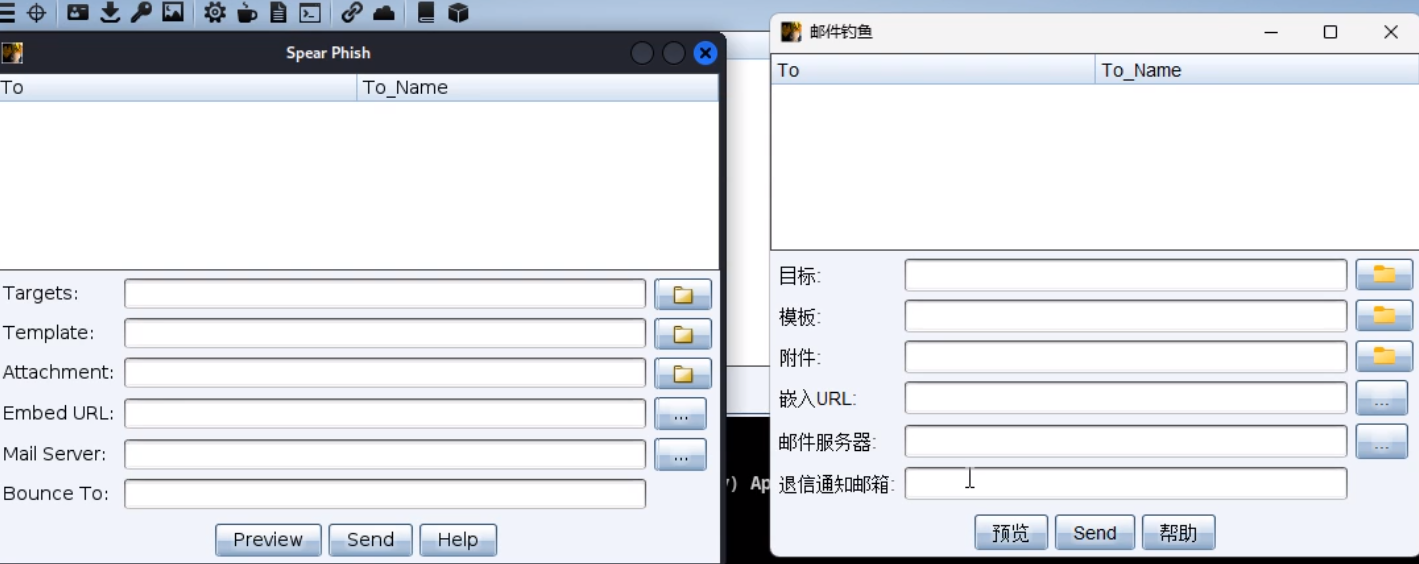 Spear Phish
To To_Name
Targets:
Template:
Attachment:
Embed URL: ...
Mail Server: ...
Bounce To:
Preview Send Help
) Ap
邮件钓鱼
To To_Name
目标:
模板:
附件:
嵌入URL: ...
邮件服务器: ...
退信通知邮箱:
预览 Send 帮助